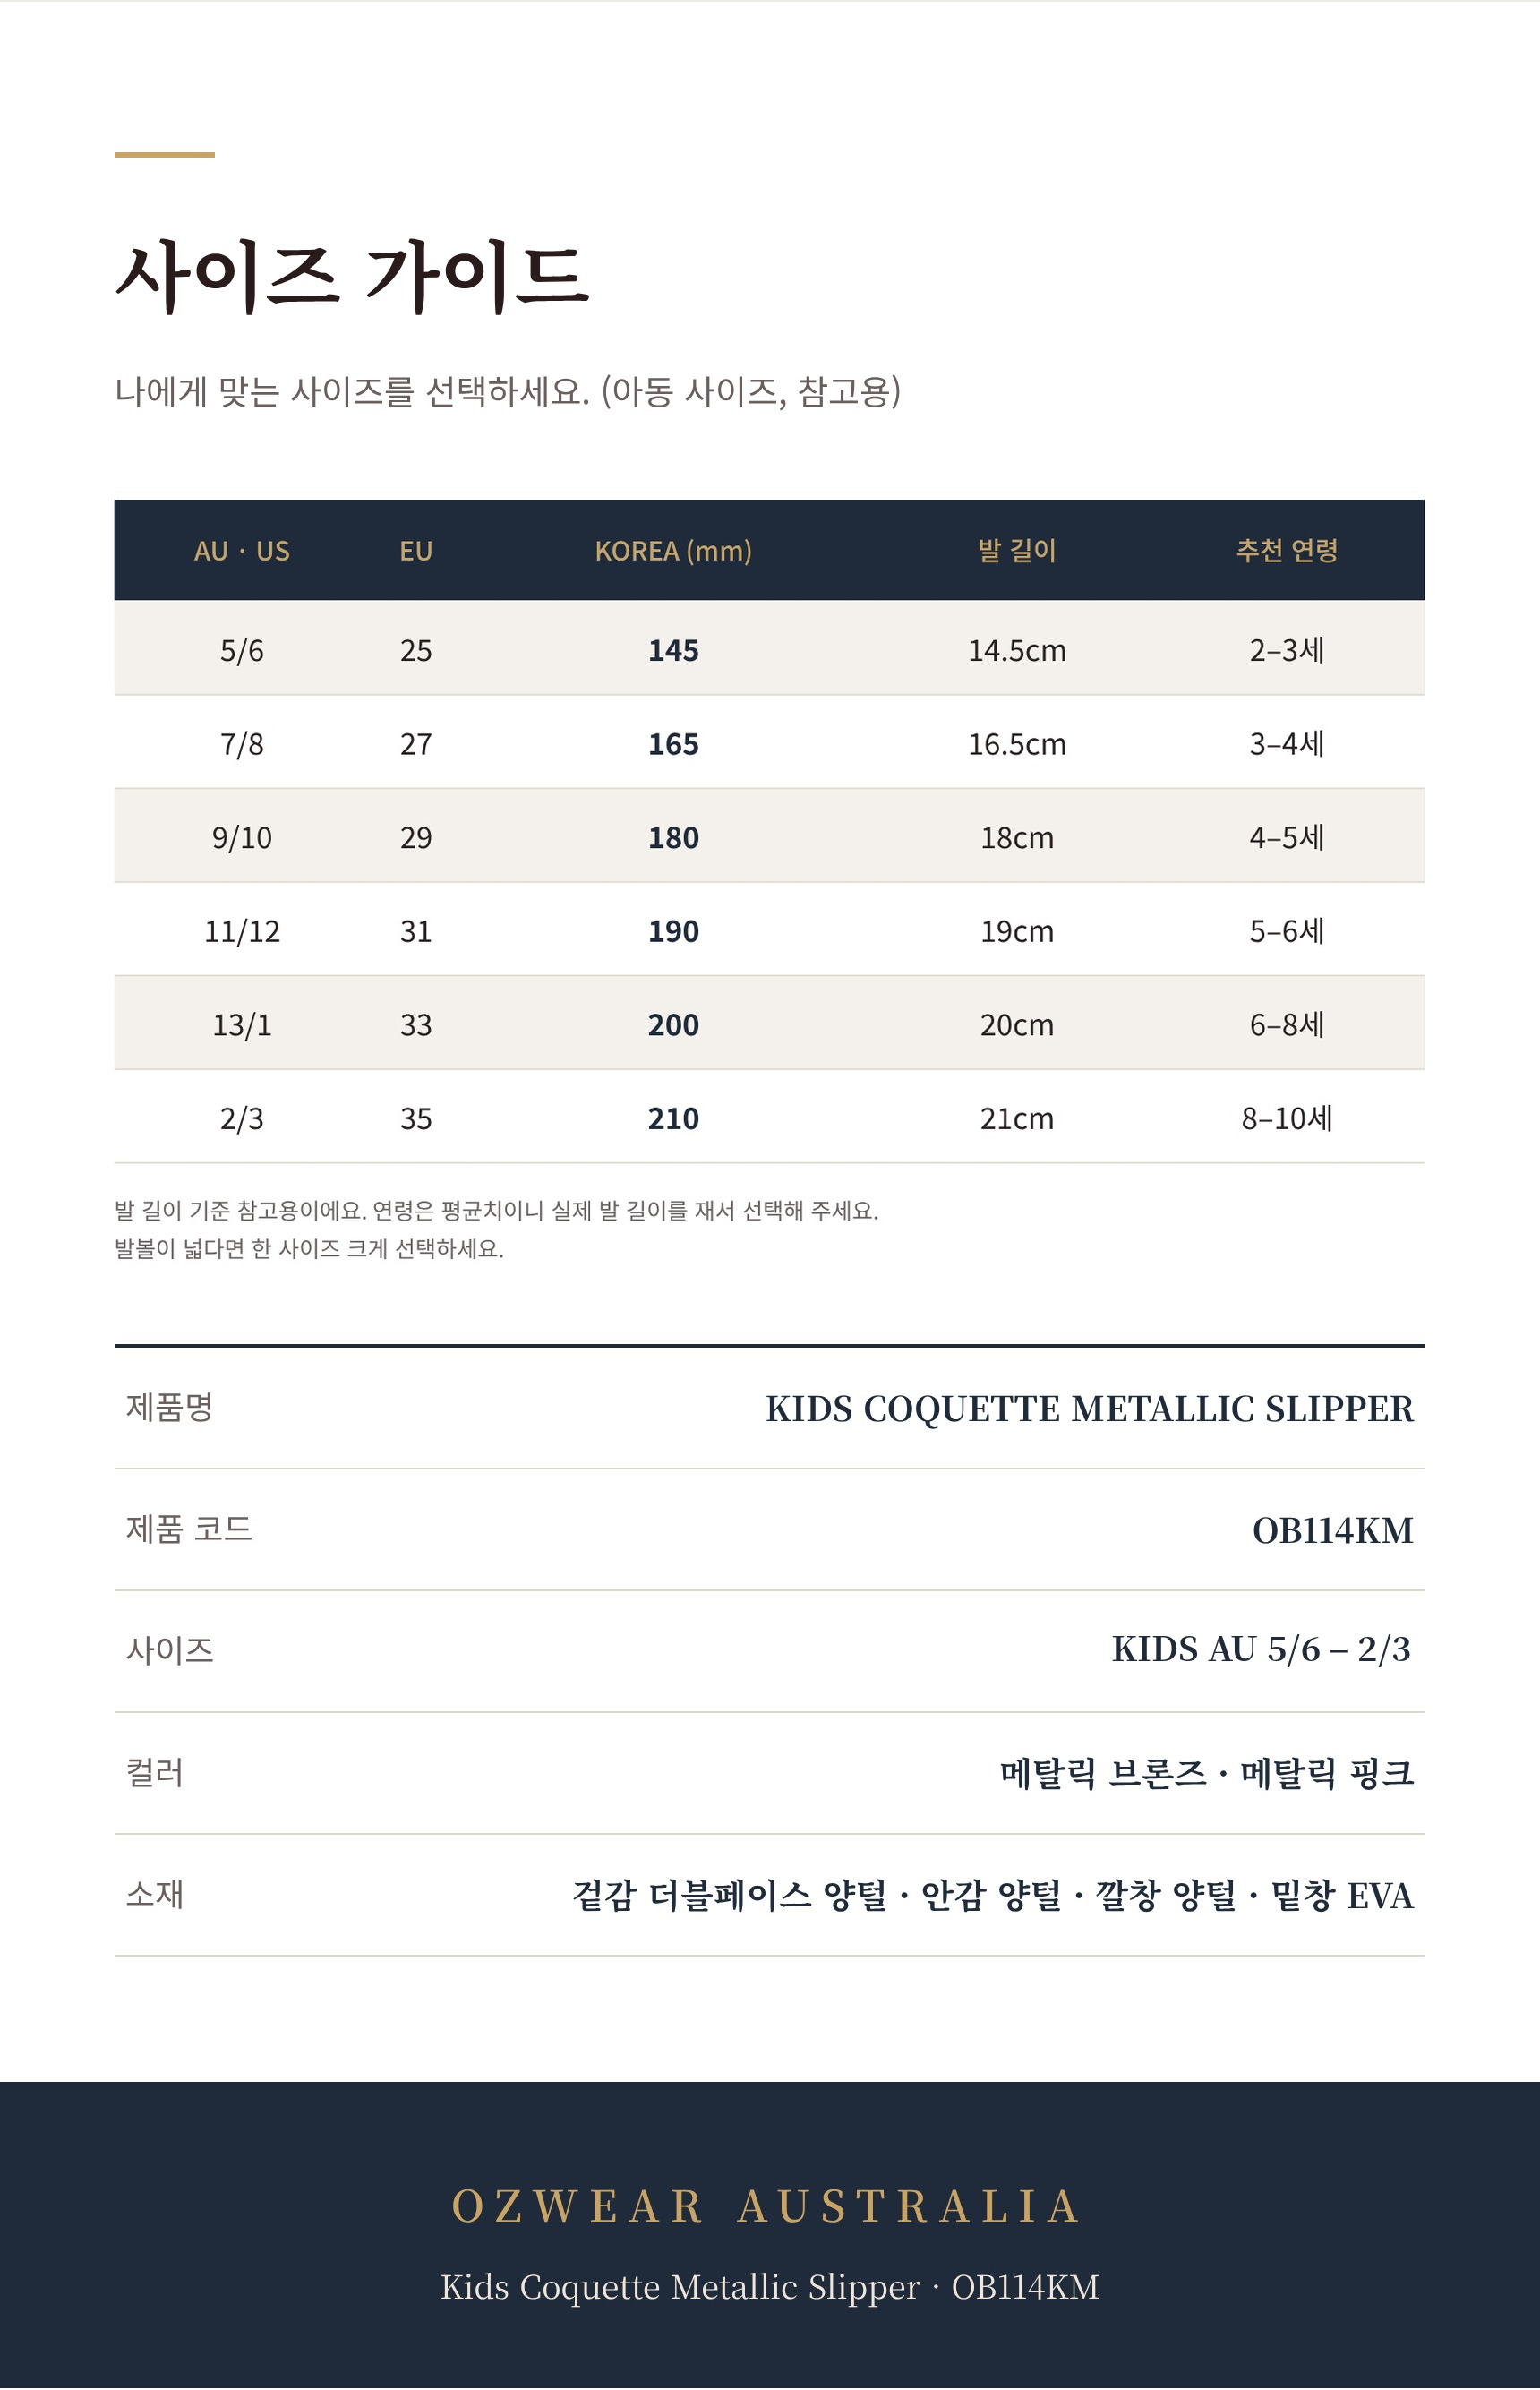 사이즈 가이드
나에게 맞는 사이즈를 선택하세요. (아동 사이즈, 참고용)
AU · US EU KOREA (mm) 발 길이 추천 연령
5/6 25 145 14.5cm 2–3세
7/8 27 165 16.5cm 3–4세
9/10 29 180 18cm 4–5세
11/12 31 190 19cm 5–6세
13/1 33 200 20cm 6–8세
2/3 35 210 21cm 8–10세
발 길이 기준 참고용이에요. 연령은 평균치이니 실제 발 길이를 재서 선택해 주세요.
발볼이 넓다면 한 사이즈 크게 선택하세요.
제품명 KIDS COQUETTE METALLIC SLIPPER
제품 코드 OB114KM
사이즈 KIDS AU 5/6 – 2/3
컬러 메탈릭 브론즈 · 메탈릭 핑크
소재 겉감 더블페이스 양털 · 안감 양털 · 깔창 양털 · 밑창 EVA
OZWEAR AUSTRALIA
Kids Coquette Metallic Slipper · OB114KM